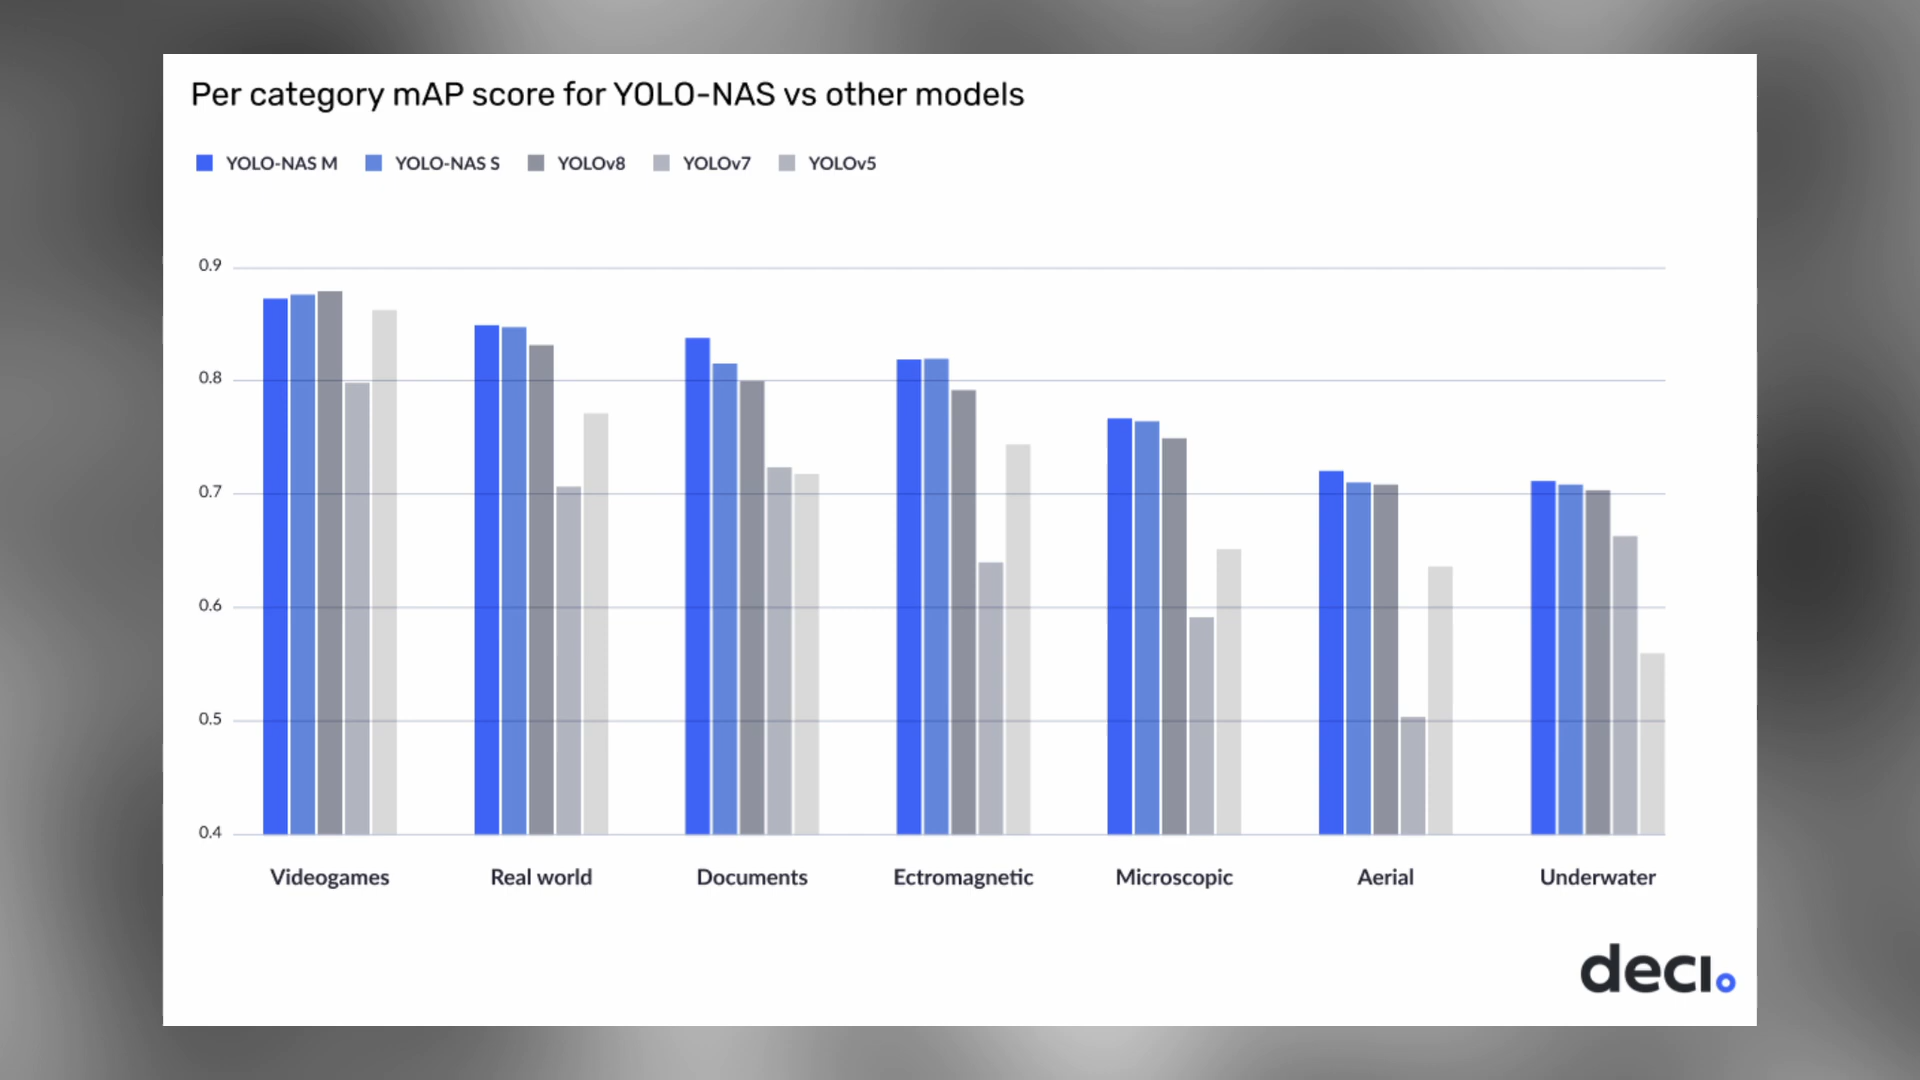 Per category mAP score for YOLO-NAS vs other models
YOLO-NAS M YOLO-NAS S YOLOv8 YOLOv7 YOLOv5
0.9
0.8
0.7
0.6
0.5
0.4
Videogames Real world Documents Ectromagnetic Microscopic Aerial Underwater
deci.